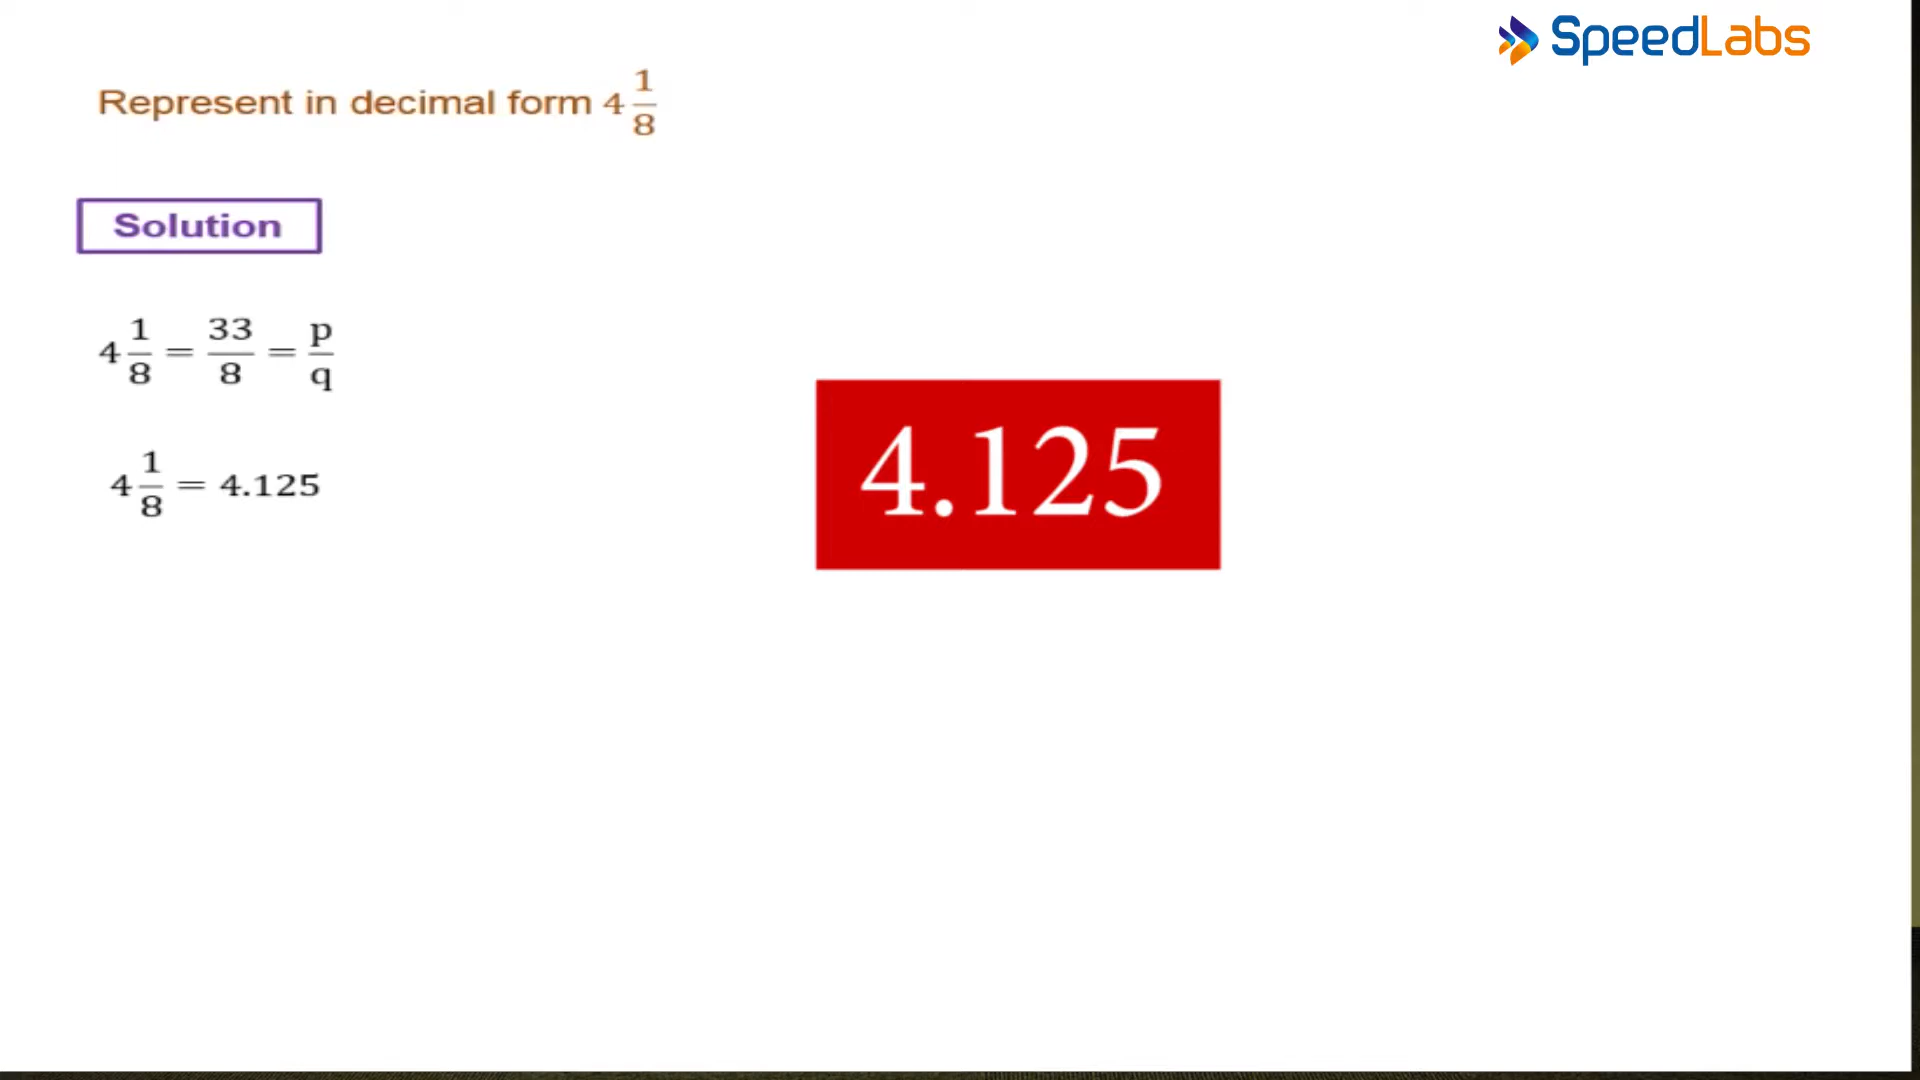 SpeedLabs
Represent in decimal form 4 1/8
Solution
4 1/8 = 33/8 = p/q
4 1/8 = 4.125
4.125